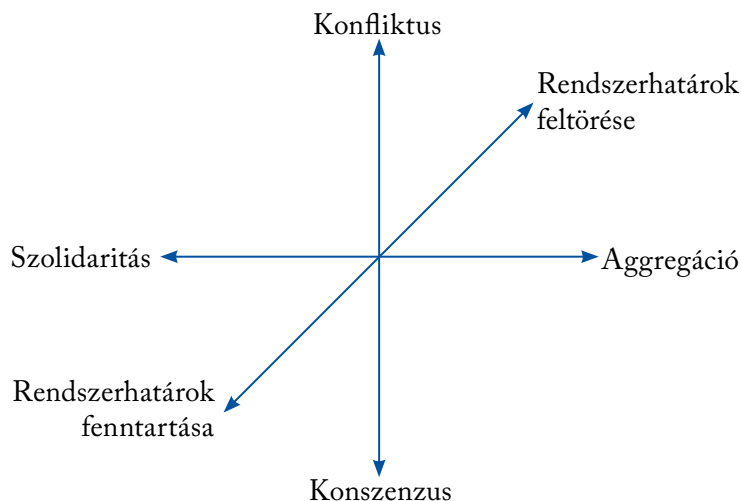 Konfliktus
Rendszerhatárok
feltörése
Szolidaritás
Aggregáció
Rendszerhatárok
fenntartása
Konszenzus